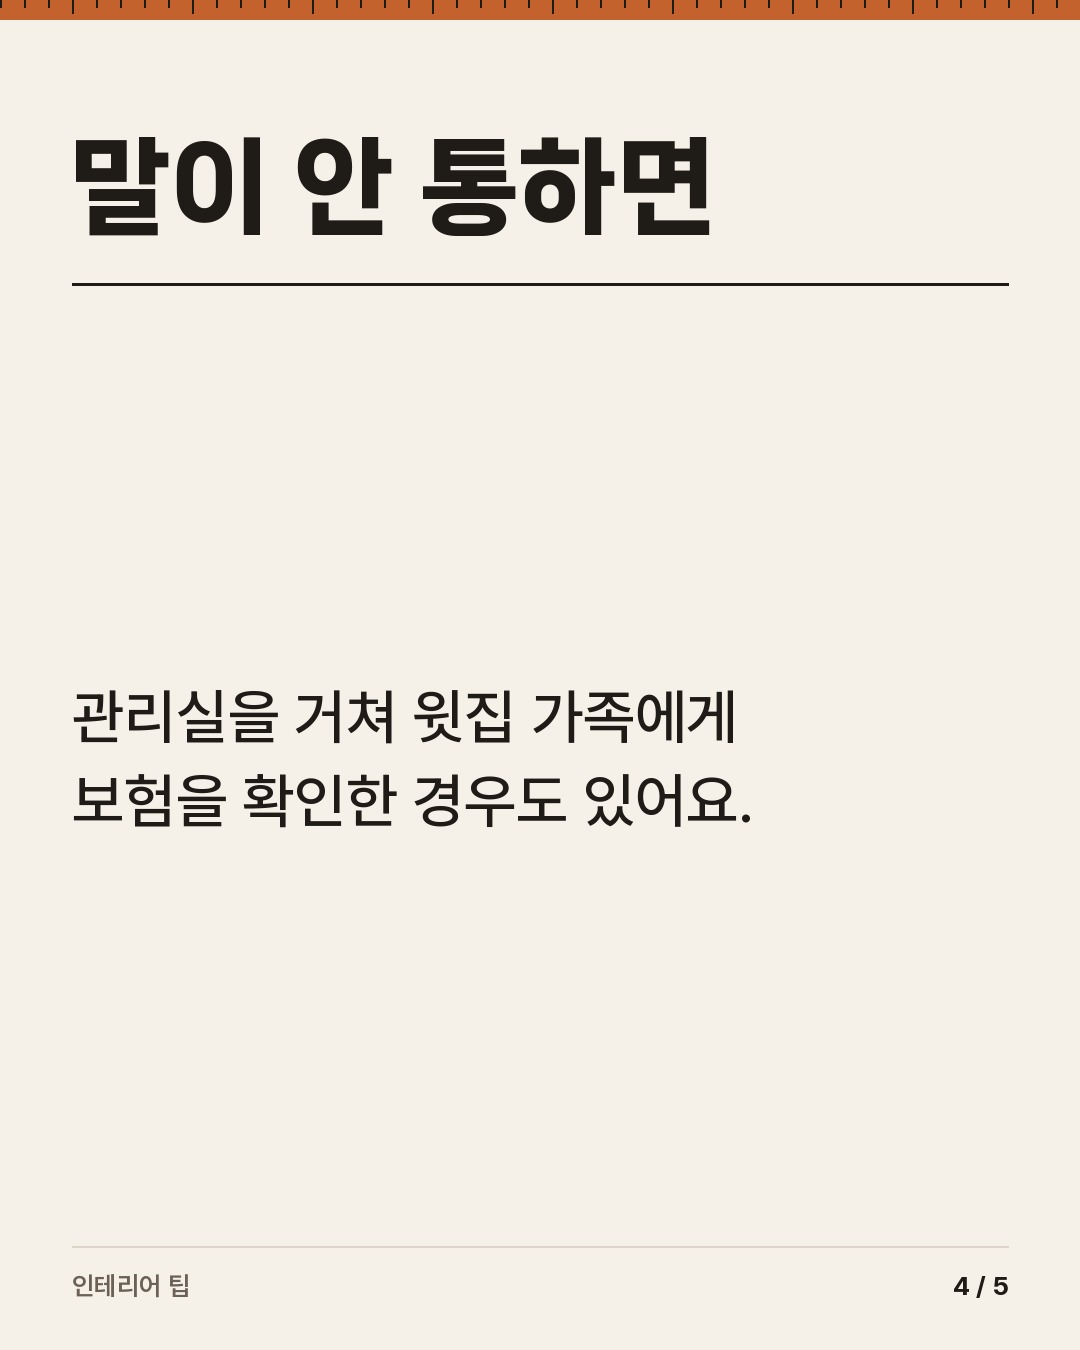 말이 안 통하면
관리실을 거쳐 윗집 가족에게
보험을 확인한 경우도 있어요.
인테리어 팁
4 / 5